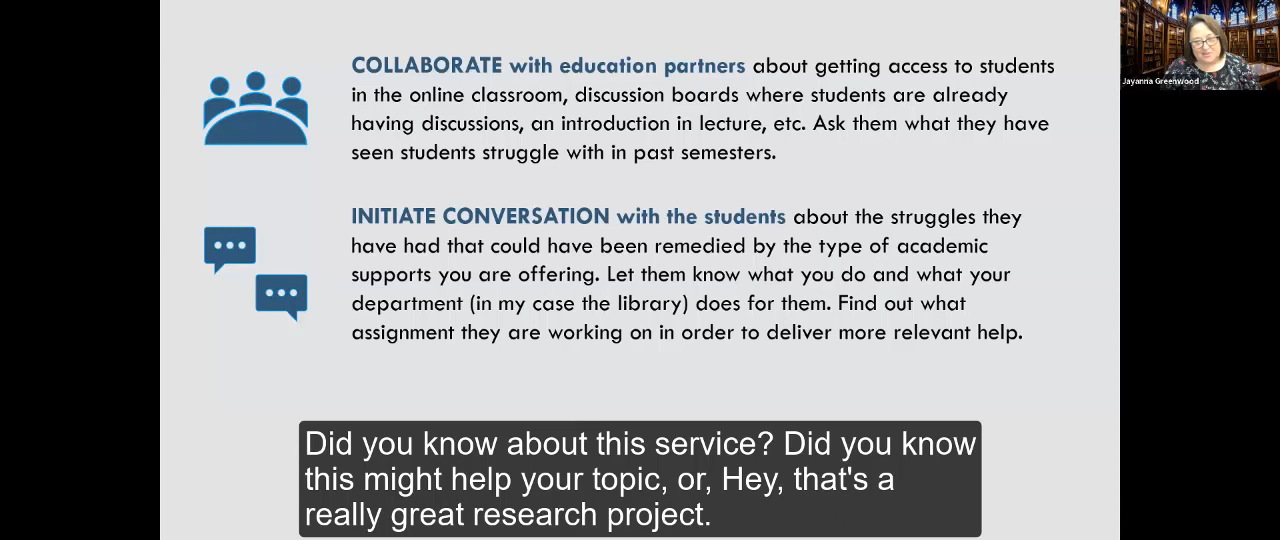 COLLABORATE with education partners about getting access to students
in the online classroom, discussion boards where students are already
having discussions, an introduction in lecture, etc. Ask them what they have
seen students struggle with in past semesters.
INITIATE CONVERSATION with the students about the struggles they
have had that could have been remedied by the type of academic
supports you are offering. Let them know what you do and what your
department (in my case the library) does for them. Find out what
assignment they are working on in order to deliver more relevant help.
Jayanna Greenwood
Did you know about this service? Did you know
this might help your topic, or, Hey, that's a
really great research project.